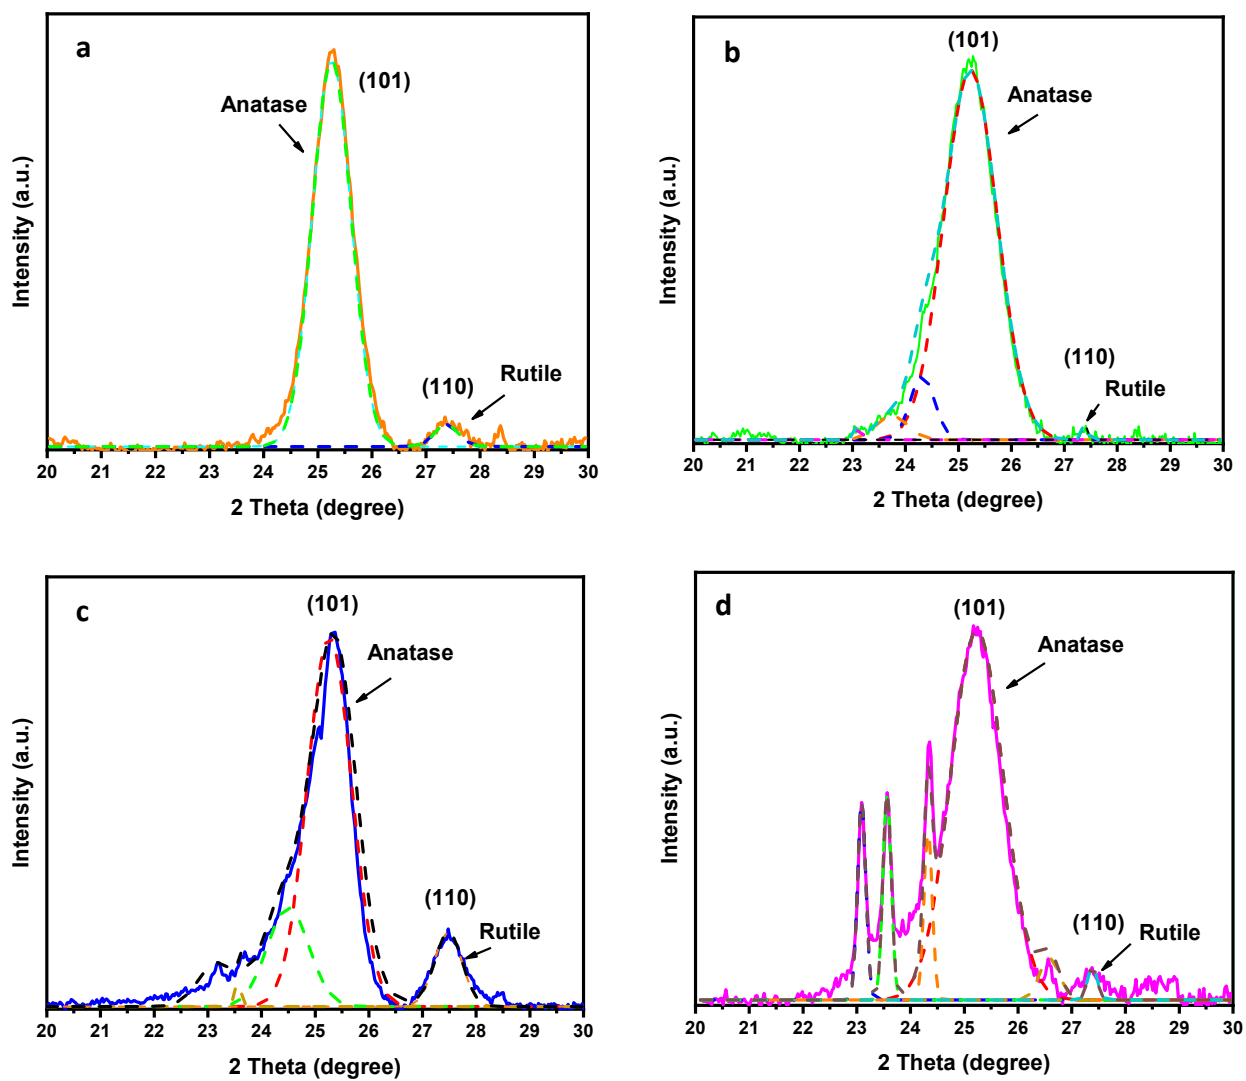 a
(101)
Anatase
(110)
Rutile
Intensity (a.u.)
20 21 22 23 24 25 26 27 28 29 30
2 Theta (degree)
b
(101)
Anatase
(110)
Rutile
Intensity (a.u.)
20 21 22 23 24 25 26 27 28 29 30
2 Theta (degree)
c
(101)
Anatase
(110)
Rutile
Intensity (a.u.)
20 21 22 23 24 25 26 27 28 29 30
2 Theta (degree)
d
(101)
Anatase
(110)
Rutile
Intensity (a.u.)
20 21 22 23 24 25 26 27 28 29 30
2 Theta (degree)